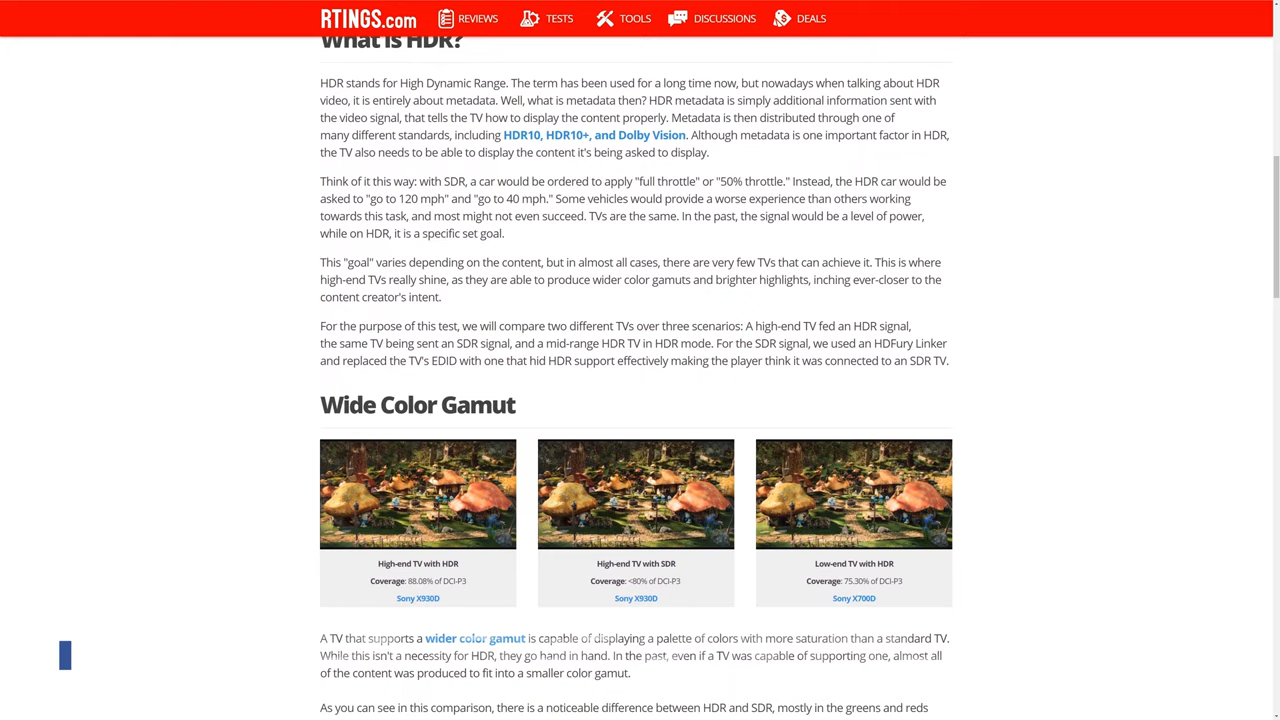 RTINGS.com
REVIEWS
TESTS
TOOLS
DISCUSSIONS
DEALS
What is HDR?
HDR stands for High Dynamic Range. The term has been used for a long time now, but nowadays when talking about HDR
video, it is entirely about metadata. Well, what is metadata then? HDR metadata is simply additional information sent with
the video signal, that tells the TV how to display the content properly. Metadata is then distributed through one of
many different standards, including HDR10, HDR10+, and Dolby Vision. Although metadata is one important factor in HDR,
the TV also needs to be able to display the content it's being asked to display.
Think of it this way: with SDR, a car would be ordered to apply "full throttle" or "50% throttle." Instead, the HDR car would be
asked to "go to 120 mph" and "go to 40 mph." Some vehicles would provide a worse experience than others working
towards this task, and most might not even succeed. TVs are the same. In the past, the signal would be a level of power,
while on HDR, it is a specific set goal.
This "goal" varies depending on the content, but in almost all cases, there are very few TVs that can achieve it. This is where
high-end TVs really shine, as they are able to produce wider color gamuts and brighter highlights, inching ever-closer to the
content creator's intent.
For the purpose of this test, we will compare two different TVs over three scenarios: A high-end TV fed an HDR signal,
the same TV being sent an SDR signal, and a mid-range HDR TV in HDR mode. For the SDR signal, we used an HDFury Linker
and replaced the TV's EDID with one that hid HDR support effectively making the player think it was connected to an SDR TV.
Wide Color Gamut
High-end TV with HDR
Coverage: 88.08% of DCI-P3
Sony X930D
High-end TV with SDR
Coverage: <80% of DCI-P3
Sony X930D
Low-end TV with HDR
Coverage: 75.30% of DCI-P3
Sony X700D
A TV that supports a wider color gamut is capable of displaying a palette of colors with more saturation than a standard TV.
While this isn't a necessity for HDR, they go hand in hand. In the past, even if a TV was capable of supporting one, almost all
of the content was produced to fit into a smaller color gamut.
As you can see in this comparison, there is a noticeable difference between HDR and SDR, mostly in the greens and reds